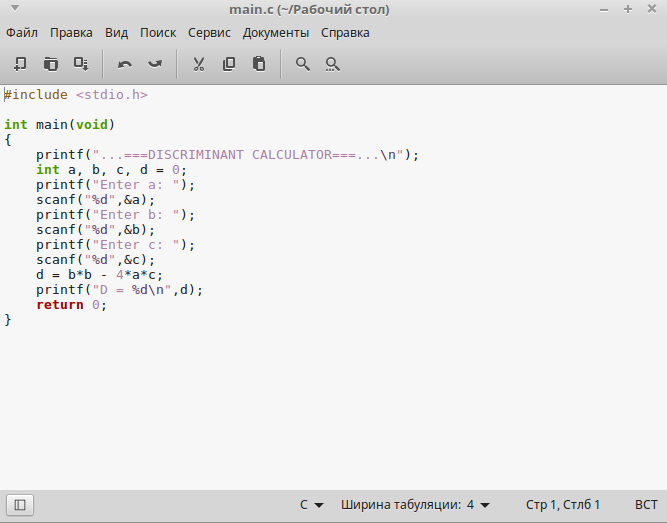 main.c (~/Рабочий стол)
Файл Правка Вид Поиск Сервис Документы Справка
#include <stdio.h>
int main(void)
{
    printf("...===DISCRIMINANT CALCULATOR===...\n");
    int a, b, c, d = 0;
    printf("Enter a: ");
    scanf("%d",&a);
    printf("Enter b: ");
    scanf("%d",&b);
    printf("Enter c: ");
    scanf("%d",&c);
    d = b*b - 4*a*c;
    printf("D = %d\n",d);
    return 0;
}
C Ширина табуляции: 4 Стр 1, Стлб 1 ВСТ